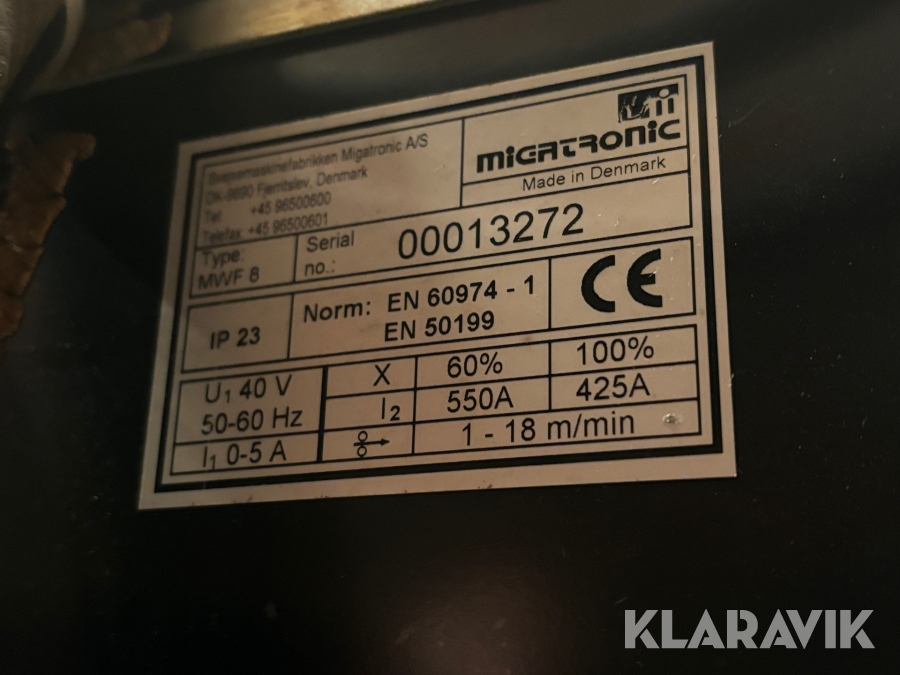 Svejsemaskinefabrikken Migatronic A/S
DK-9690 Fjerritslev, Denmark
Tel. +45 96500600
Telefax +45 96500601
MIGATRONIC
Made in Denmark
Type:
MWF 8
Serial
no.:
00013272
IP 23
Norm: EN 60974 - 1
EN 50199
CE
U1 40 V
50-60 Hz
I1 0-5 A
X 60% 100%
I2 550A 425A
1 - 18 m/min
KLARAVIK